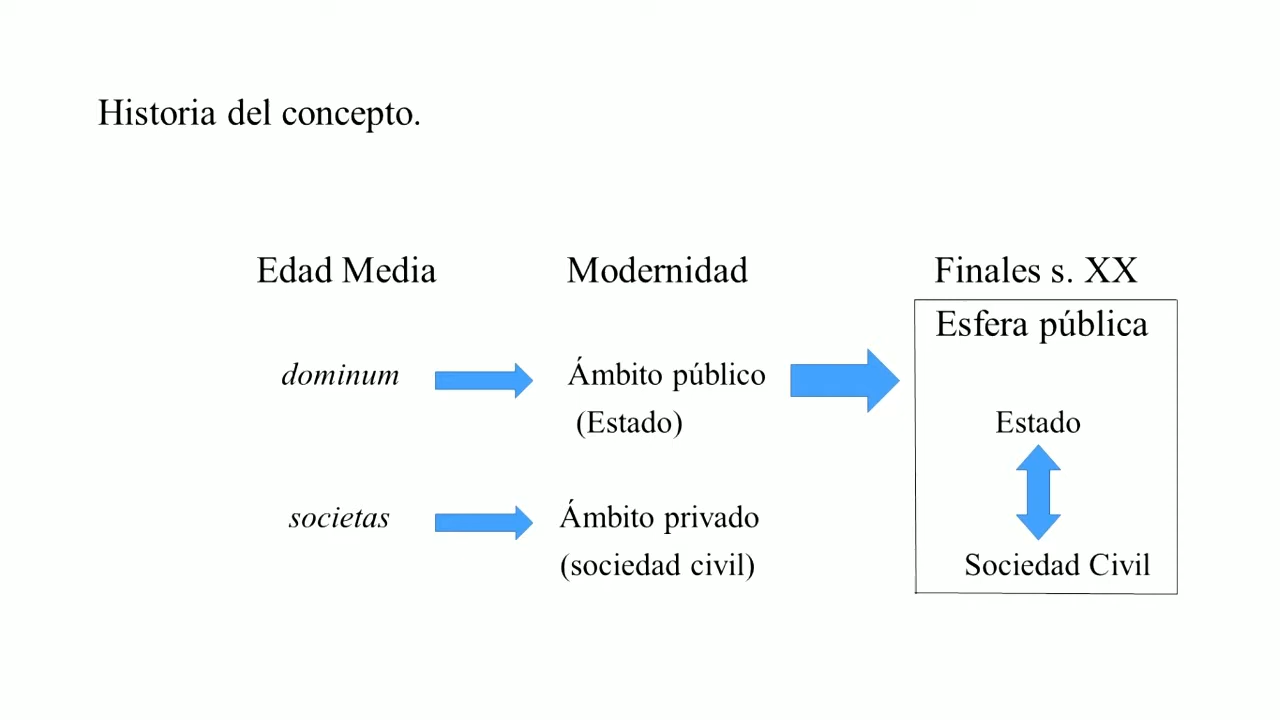 Historia del concepto.
Edad Media Modernidad Finales s. XX
Esfera pública
dominum Ámbito público
(Estado) Estado
societas Ámbito privado
(sociedad civil) Sociedad Civil